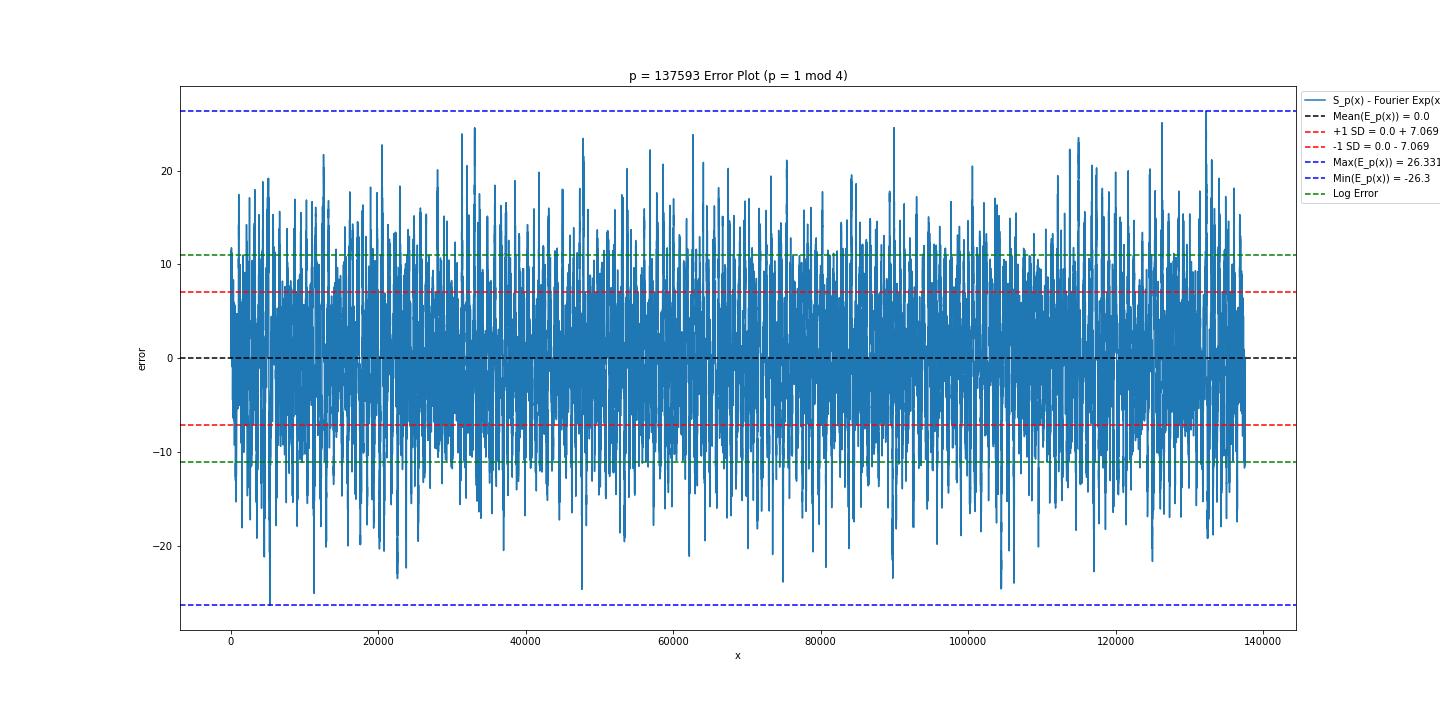 p = 137593 Error Plot (p = 1 mod 4)
S_p(x) - Fourier Exp(x
Mean(E_p(x)) = 0.0
+1 SD = 0.0 + 7.069
-1 SD = 0.0 - 7.069
Max(E_p(x)) = 26.331
Min(E_p(x)) = -26.3
Log Error
20
10
0
−10
−20
error
0 20000 40000 60000 80000 100000 120000 140000
x